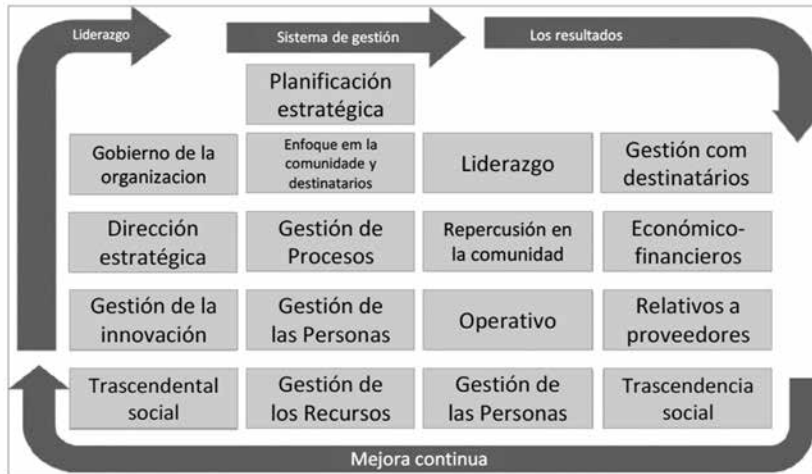 Liderazgo
Sistema de gestión
Los resultados
Planificación
estratégica
Gobierno de la
organizacion
Enfoque em la
comunidade y
destinatarios
Liderazgo
Gestión com
destinatários
Dirección
estratégica
Gestión de
Procesos
Repercusión en
la comunidad
Económico-
financieros
Gestión de la
innovación
Gestión de
las Personas
Operativo
Relativos a
proveedores
Trascendental
social
Gestión de
los Recursos
Gestión de
las Personas
Trascendencia
social
Mejora continua